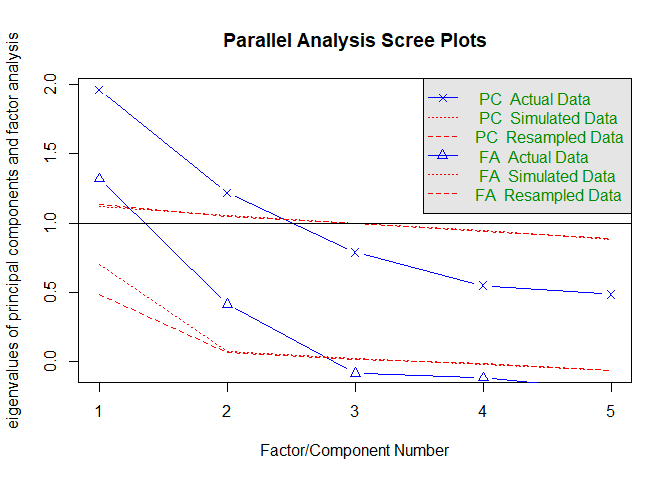 Parallel Analysis Scree Plots
eigenvalues of principal components and factor analysis
2.0
1.5
1.0
0.5
0.0
PC Actual Data
PC Simulated Data
PC Resampled Data
FA Actual Data
FA Simulated Data
FA Resampled Data
1 2 3 4 5
Factor/Component Number